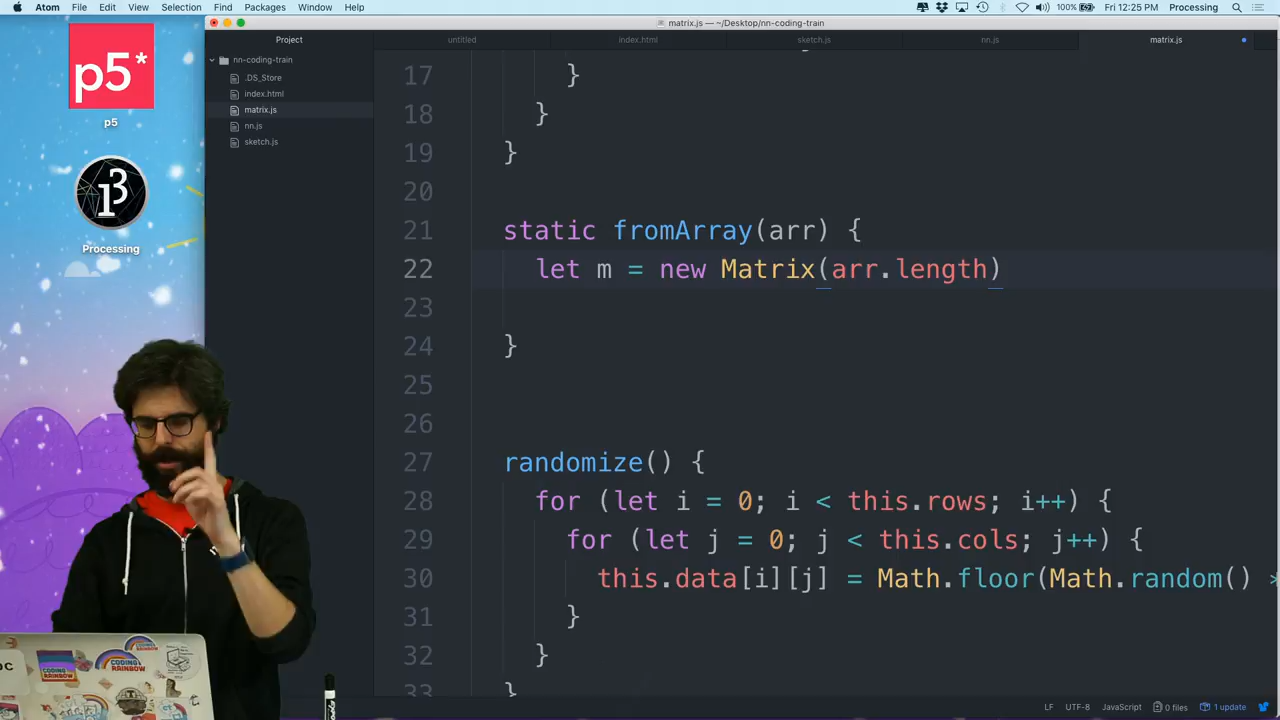 Atom File Edit View Selection Find Packages Window Help 100% Fri 12:25 PM Processing
matrix.js — ~/Desktop/nn-coding-train
Project untitled index.html sketch.js nn.js matrix.js
nn-coding-train
.DS_Store
index.html
matrix.js
nn.js
sketch.js
p5*
p5
Processing
17 }
18 }
19 }
20
21 static fromArray(arr) {
22 let m = new Matrix(arr.length)
23
24 }
25
26
27 randomize() {
28 for (let i = 0; i < this.rows; i++) {
29 for (let j = 0; j < this.cols; j++) {
30 this.data[i][j] = Math.floor(Math.random() *
31 }
32 }
33 }
CODING
RAINBOW
CODING
RAINBOW
LF UTF-8 JavaScript 0 files 1 update